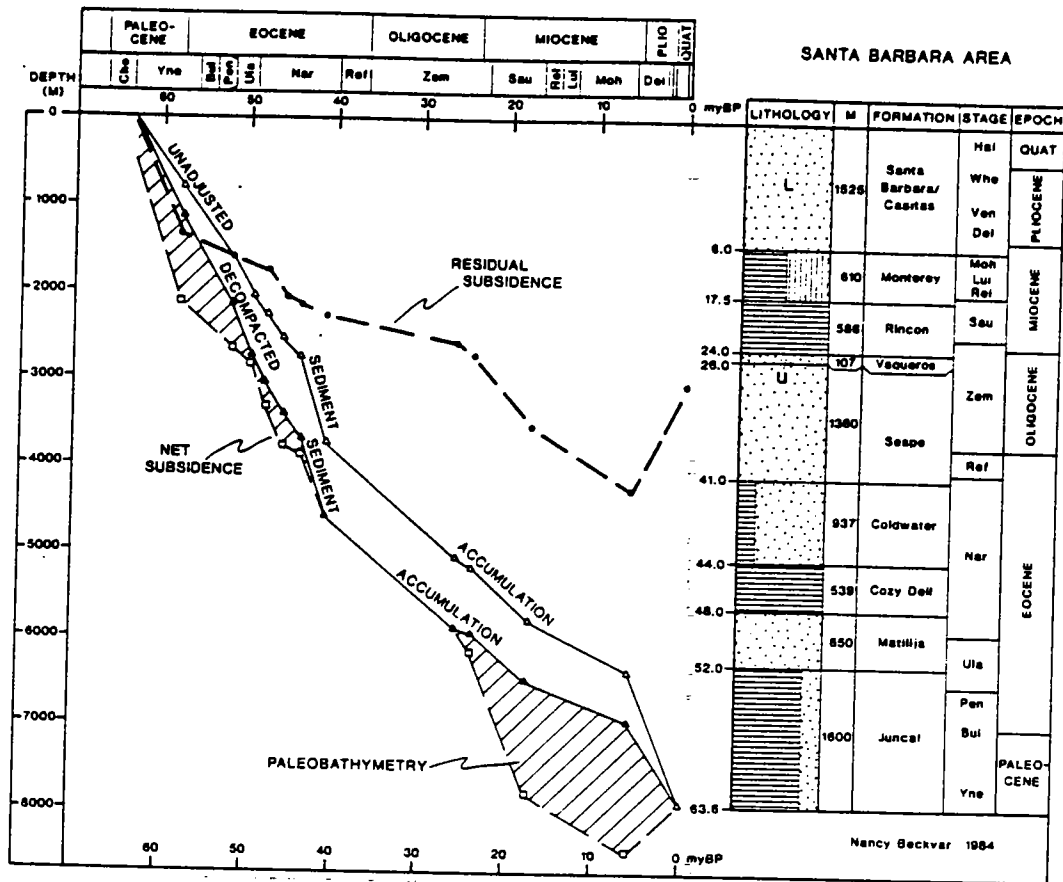 PALEO-
CENE
EOCENE
OLIGOCENE
MIOCENE
PLIO
QUAT
DEPTH
(M)
Che
Yne
Bul
Pen
Ula
Nar
Ref
Zem
Sau
Rel
Lui
Moh
Del
60 50 40 30 20 10 0 myBP
0
1000
2000
3000
4000
5000
6000
7000
8000
UNADJUSTED
SEDIMENT
ACCUMULATION
DECOMPACTED
SEDIMENT
ACCUMULATION
RESIDUAL
SUBSIDENCE
NET
SUBSIDENCE
PALEOBATHYMETRY
60 50 40 30 20 10 0 myBP
SANTA BARBARA AREA
LITHOLOGY M FORMATION STAGE EPOCH
L
1525
Santa
Barbara/
Casitas
Hal
Whe
Ven
Del
QUAT
PLIOCENE
6.0
610
Monterey
Moh
Lui
Rel
MIOCENE
17.5
586
Rincon
Sau
24.0
107
Vaqueros
26.0
U
1360
Sespe
Zem
OLIGOCENE
Ref
41.0
937
Coldwater
Nar
EOCENE
44.0
539
Cozy Dell
48.0
850
Matilija
Ula
52.0
1600
Juncal
Pen
Bul
Yne
PALEO-
CENE
63.5
Nancy Beckvar 1984